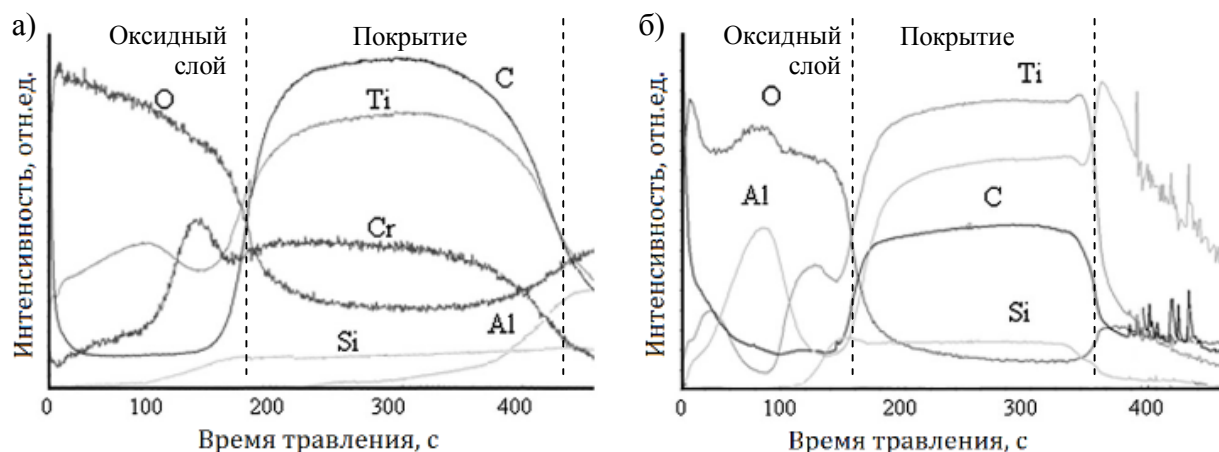 а)
Оксидный
слой
Покрытие
O
Ti
C
Cr
Si
Al
Интенсивность, отн.ед.
0 100 200 300 400
Время травления, с
б)
Оксидный
слой
Покрытие
O
Al
Ti
C
Si
Интенсивность, отн.ед.
0 100 200 300 400
Время травления, с